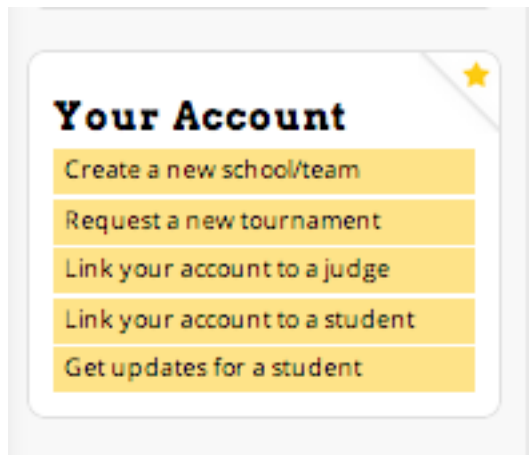 Your Account
Create a new school/team
Request a new tournament
Link your account to a judge
Link your account to a student
Get updates for a student